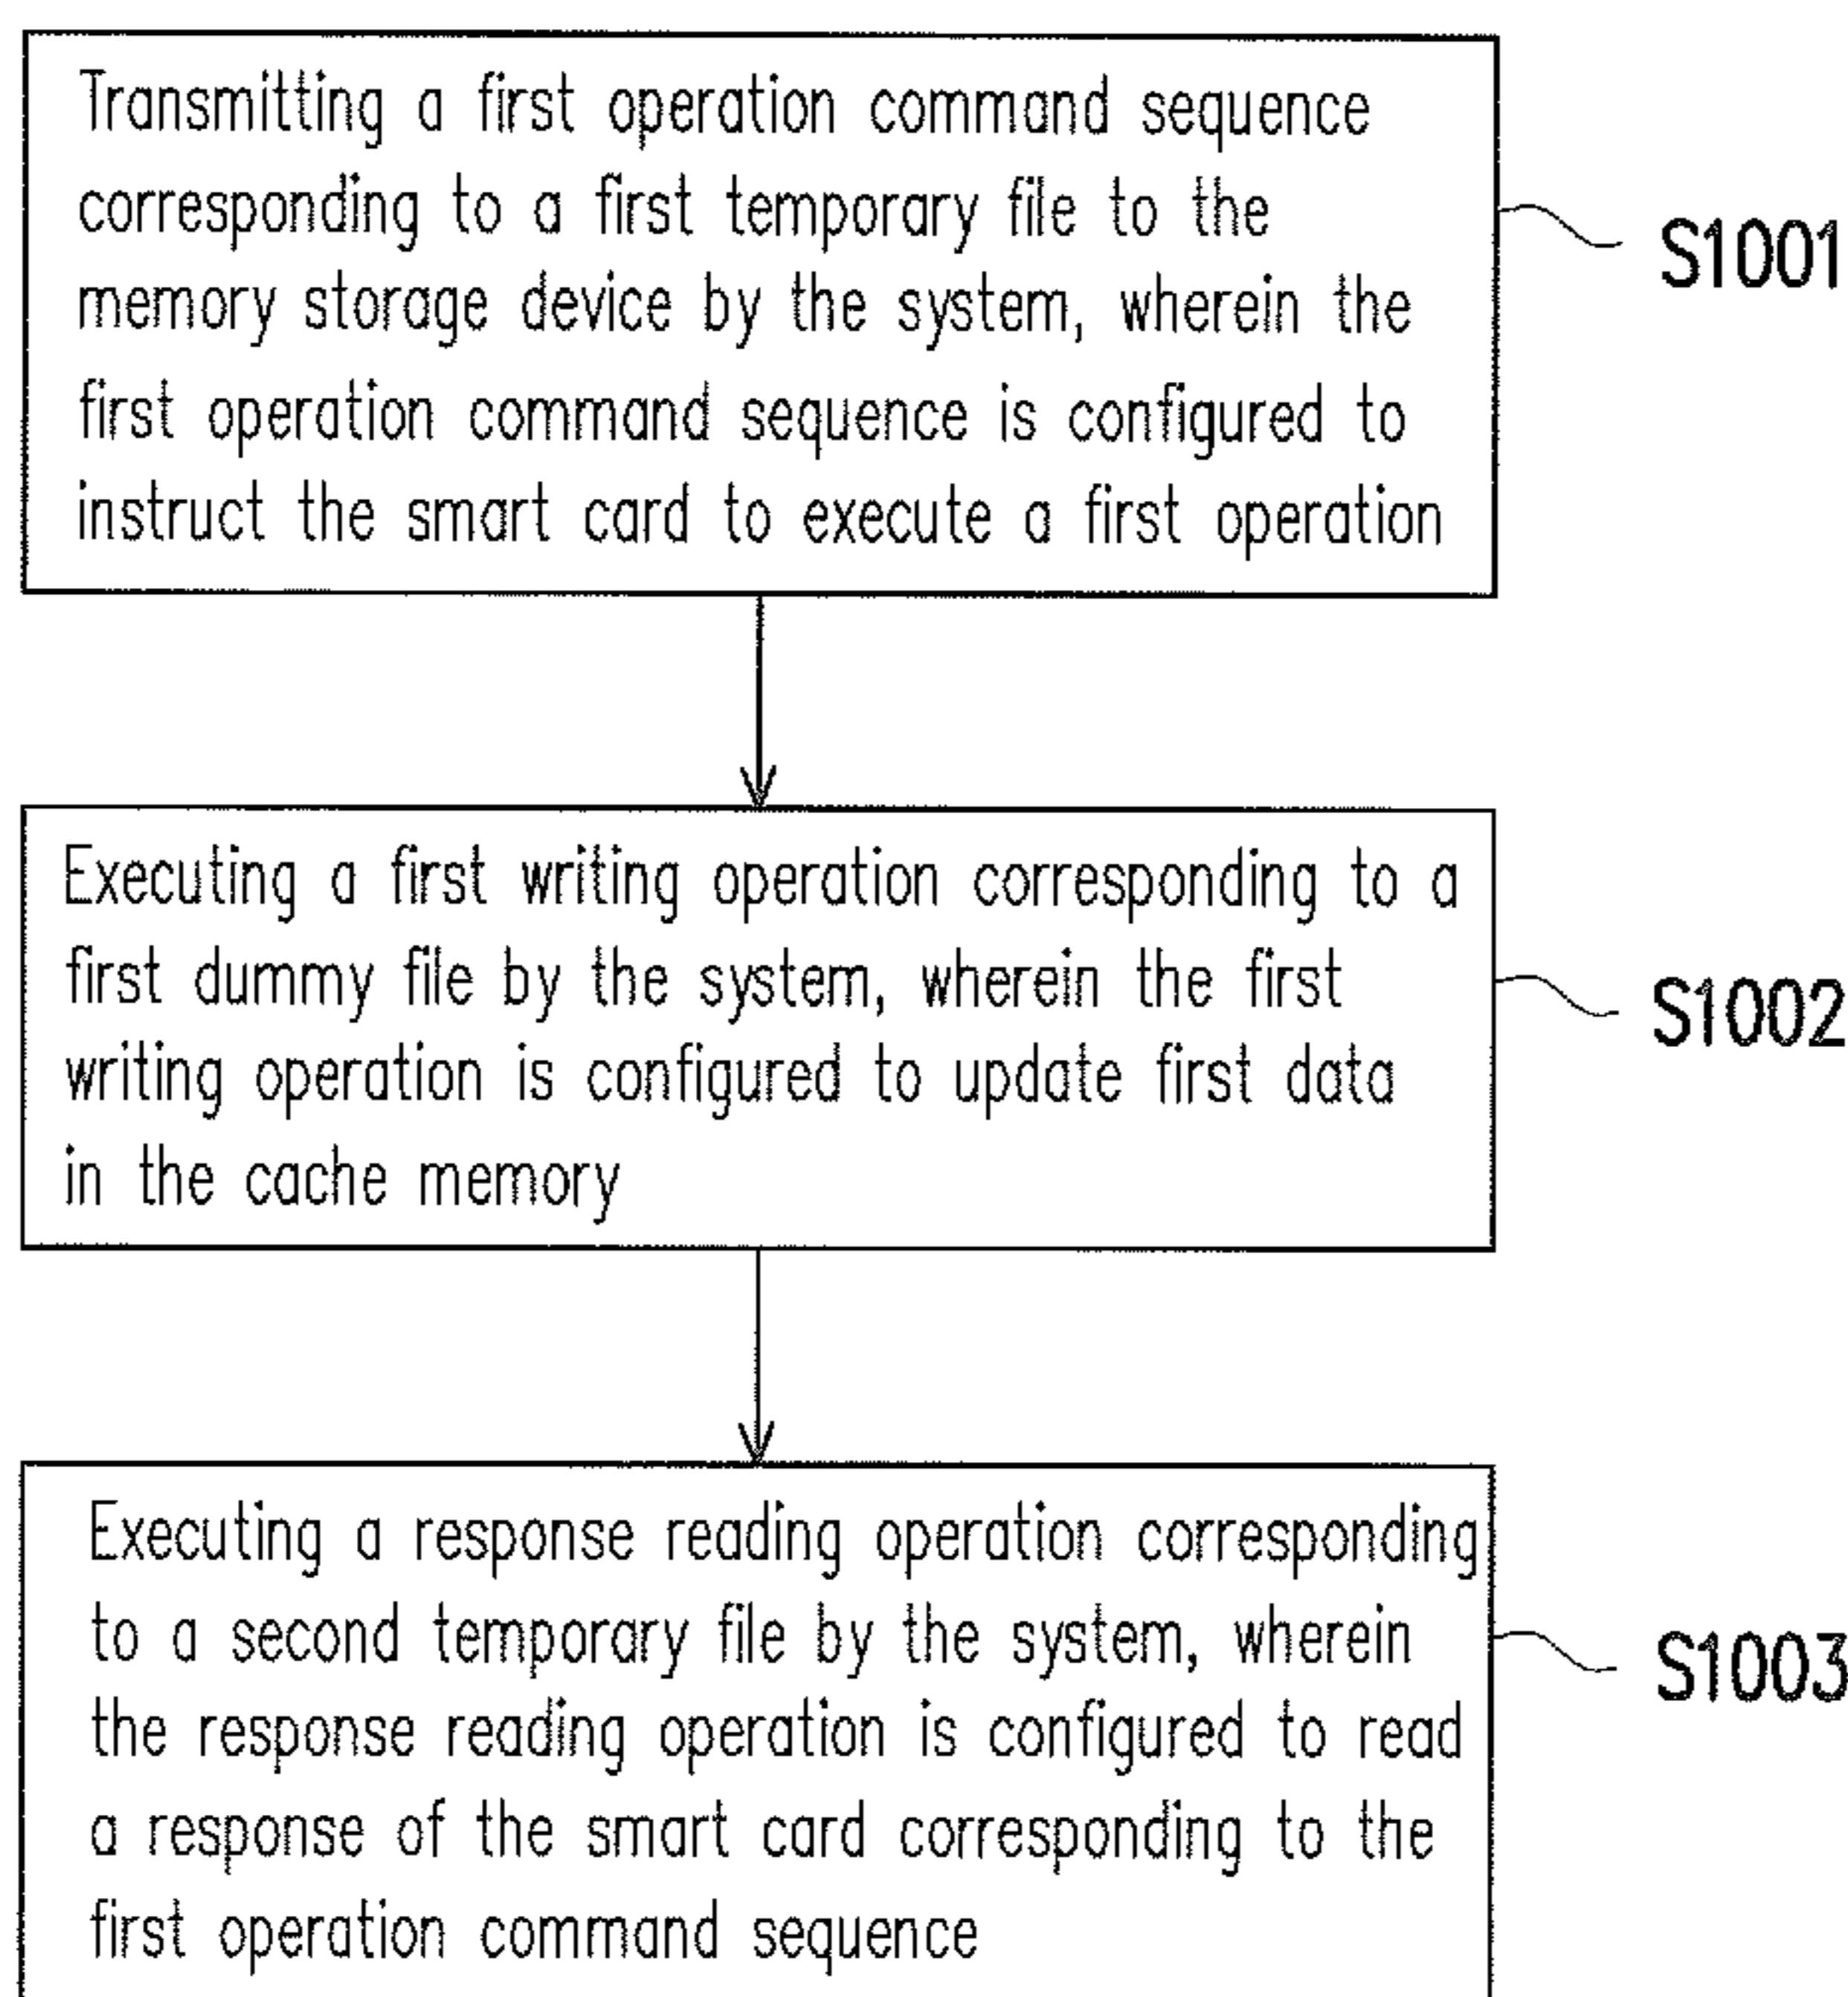 Transmitting a first operation command sequence
corresponding to a first temporary file to the
memory storage device by the system, wherein the
first operation command sequence is configured to
instruct the smart card to execute a first operation
S1001
Executing a first writing operation corresponding to a
first dummy file by the system, wherein the first
writing operation is configured to update first data
in the cache memory
S1002
Executing a response reading operation corresponding
to a second temporary file by the system, wherein
the response reading operation is configured to read
a response of the smart card corresponding to the
first operation command sequence
S1003